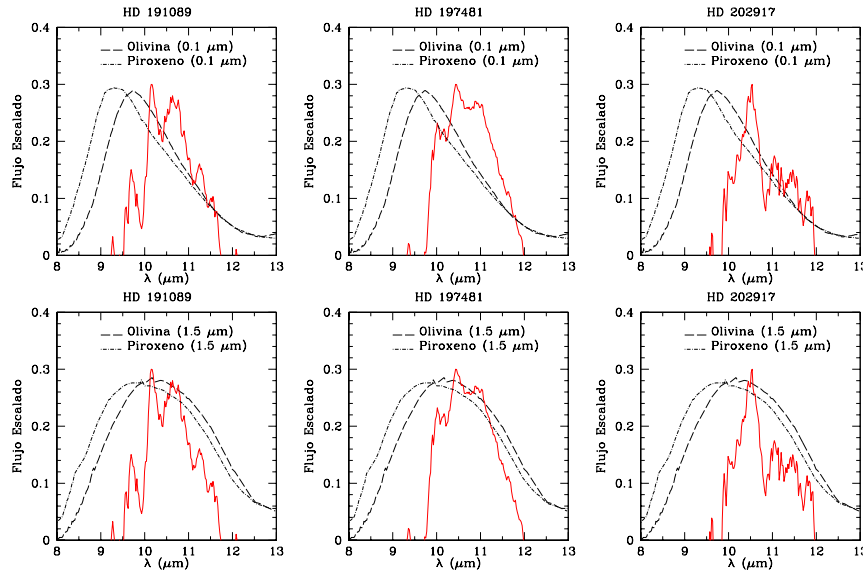 HD 191089
HD 197481
HD 202917
Olivina (0.1 μm)
Piroxeno (0.1 μm)
Olivina (0.1 μm)
Piroxeno (0.1 μm)
Olivina (0.1 μm)
Piroxeno (0.1 μm)
Flujo Escalado
0.4
0.3
0.2
0.1
0
Flujo Escalado
0.4
0.3
0.2
0.1
0
Flujo Escalado
0.4
0.3
0.2
0.1
0
8 9 10 11 12 13
λ (μm)
8 9 10 11 12 13
λ (μm)
8 9 10 11 12 13
λ (μm)
HD 191089
HD 197481
HD 202917
Olivina (1.5 μm)
Piroxeno (1.5 μm)
Olivina (1.5 μm)
Piroxeno (1.5 μm)
Olivina (1.5 μm)
Piroxeno (1.5 μm)
Flujo Escalado
0.4
0.3
0.2
0.1
0
Flujo Escalado
0.4
0.3
0.2
0.1
0
Flujo Escalado
0.4
0.3
0.2
0.1
0
8 9 10 11 12 13
λ (μm)
8 9 10 11 12 13
λ (μm)
8 9 10 11 12 13
λ (μm)